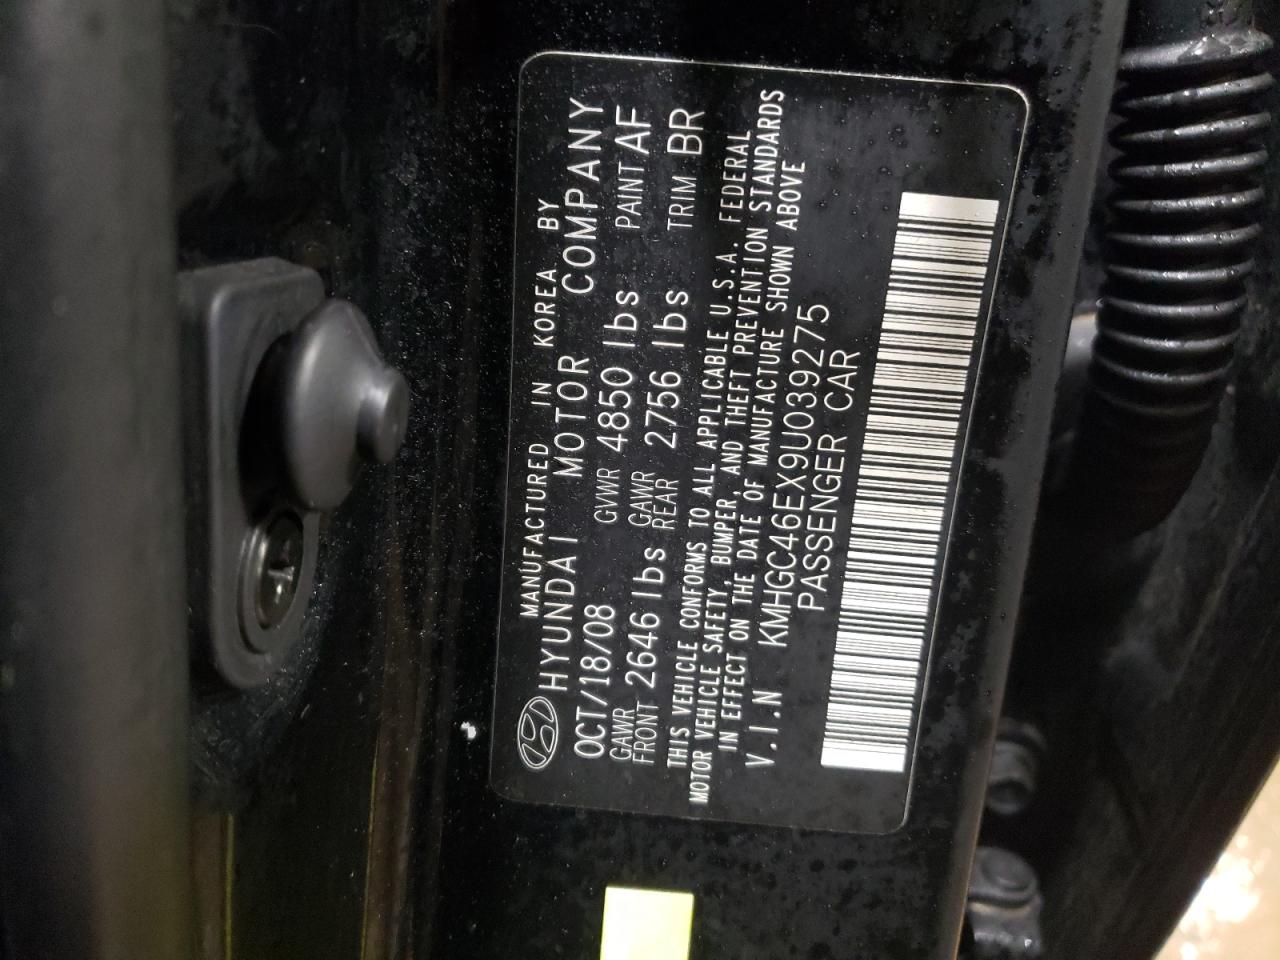 MANUFACTURED IN KOREA BY
HYUNDAI MOTOR COMPANY
OCT/18/08 GVWR 4850 lbs PAINT AF
GAWR FRONT 2646 lbs GAWR REAR 2756 lbs TRIM BR
THIS VEHICLE CONFORMS TO ALL APPLICABLE U.S.A. FEDERAL
MOTOR VEHICLE SAFETY, BUMPER, AND THEFT PREVENTION STANDARDS
IN EFFECT ON THE DATE OF MANUFACTURE SHOWN ABOVE
V.I.N KMHGC46EX9U039275
PASSENGER CAR